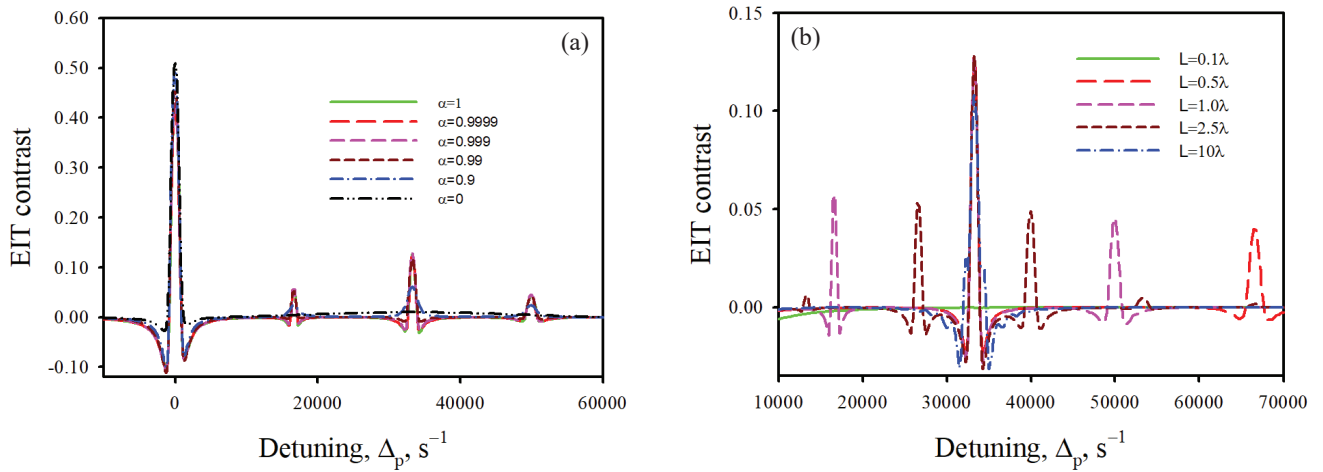 (a)
EIT contrast
0.60
0.50
0.40
0.30
0.20
0.10
0.00
-0.10
α=1
α=0.9999
α=0.999
α=0.99
α=0.9
α=0
0 20000 40000 60000
Detuning, Δp, s⁻¹
(b)
EIT contrast
0.15
0.10
0.05
0.00
L=0.1λ
L=0.5λ
L=1.0λ
L=2.5λ
L=10λ
10000 20000 30000 40000 50000 60000 70000
Detuning, Δp, s⁻¹